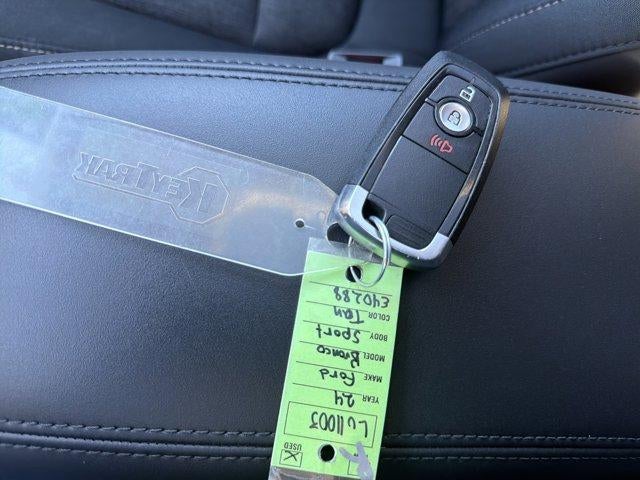 KEYTRAK
USED X
LU11003
YEAR 24
MAKE Ford
MODEL Bronco
BODY Sport
COLOR Tan
E40288